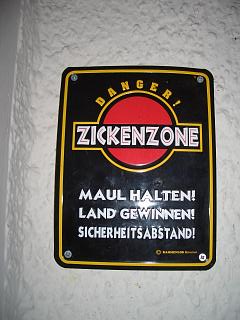 DANGER!
ZICKENZONE
MAUL HALTEN!
LAND GEWINNEN!
SICHERHEITSABSTAND!